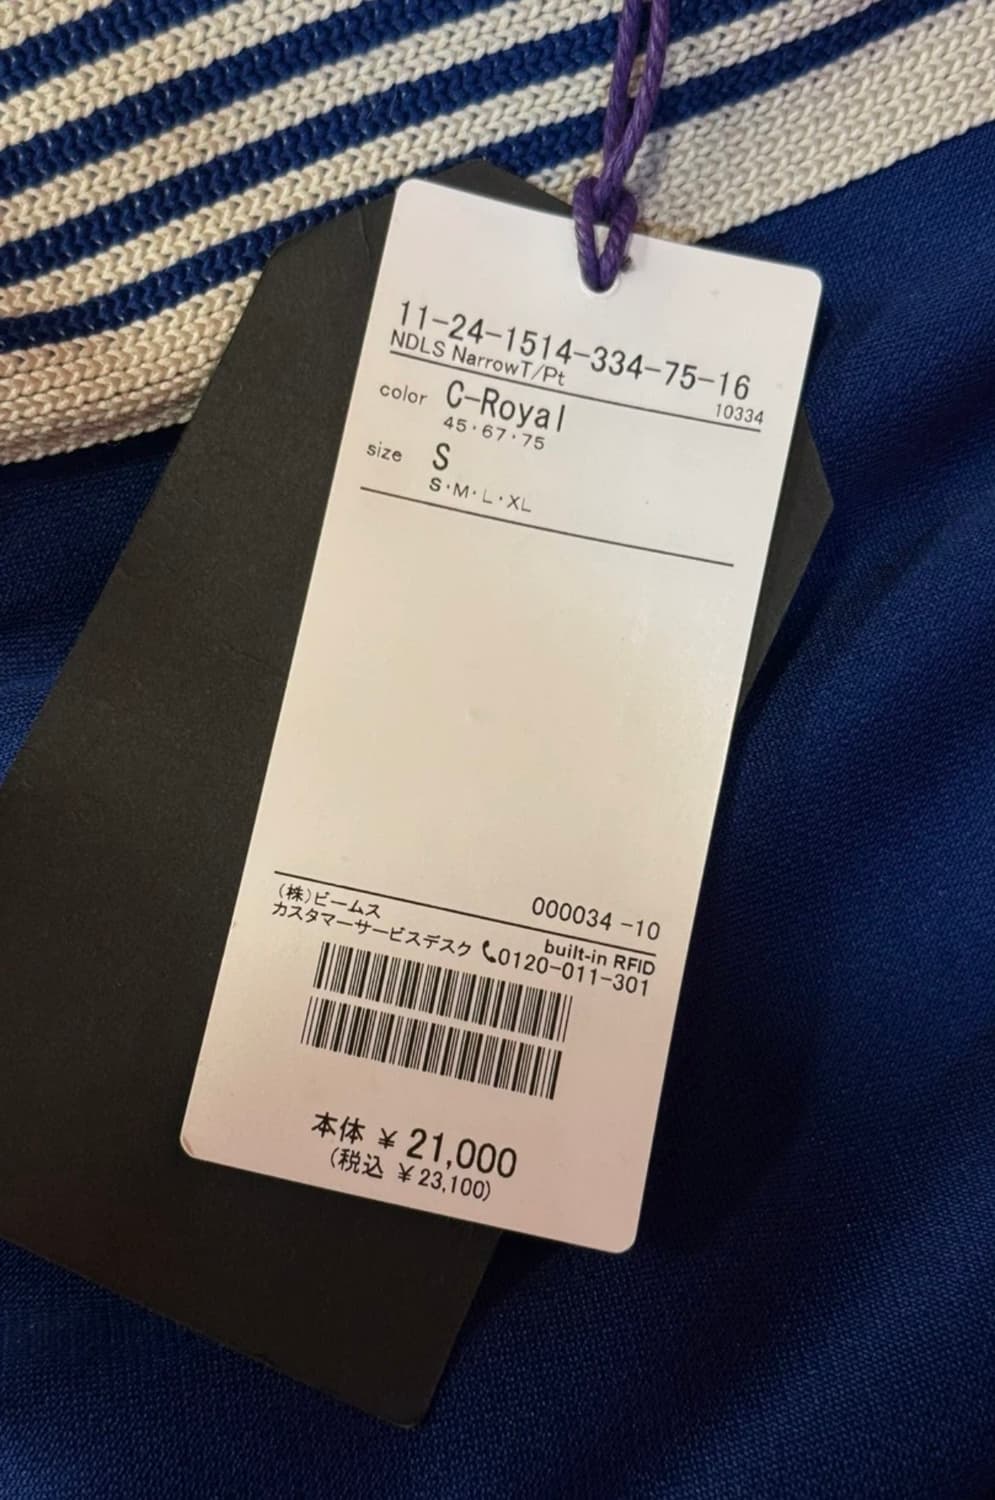 11-24-1514-334-75-16
NDLS NarrowT/Pt
10334
color C-Royal
45・67・75
size S
S・M・L・XL
000034 -10
(株)ビームス
built-in RFID
カスタマーサービスデスク 0120-011-301
本体 ¥ 21,000
(税込 ¥23,100)